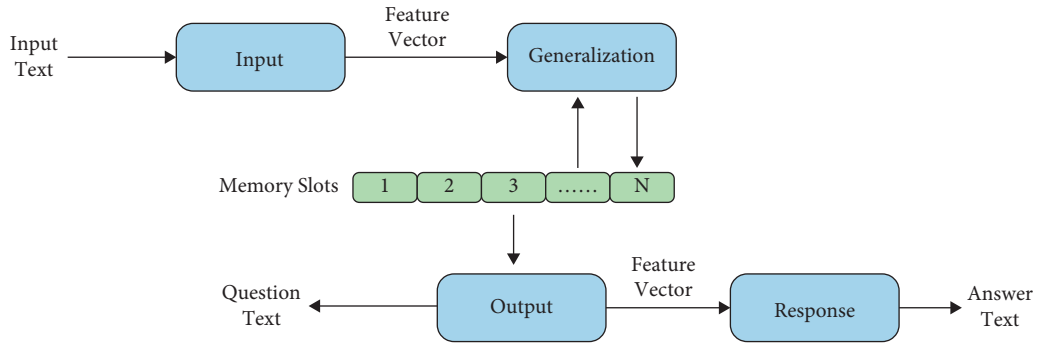 Input
Text
Input
Feature
Vector
Generalization
Memory Slots
1
2
3
......
N
Question
Text
Output
Feature
Vector
Response
Answer
Text